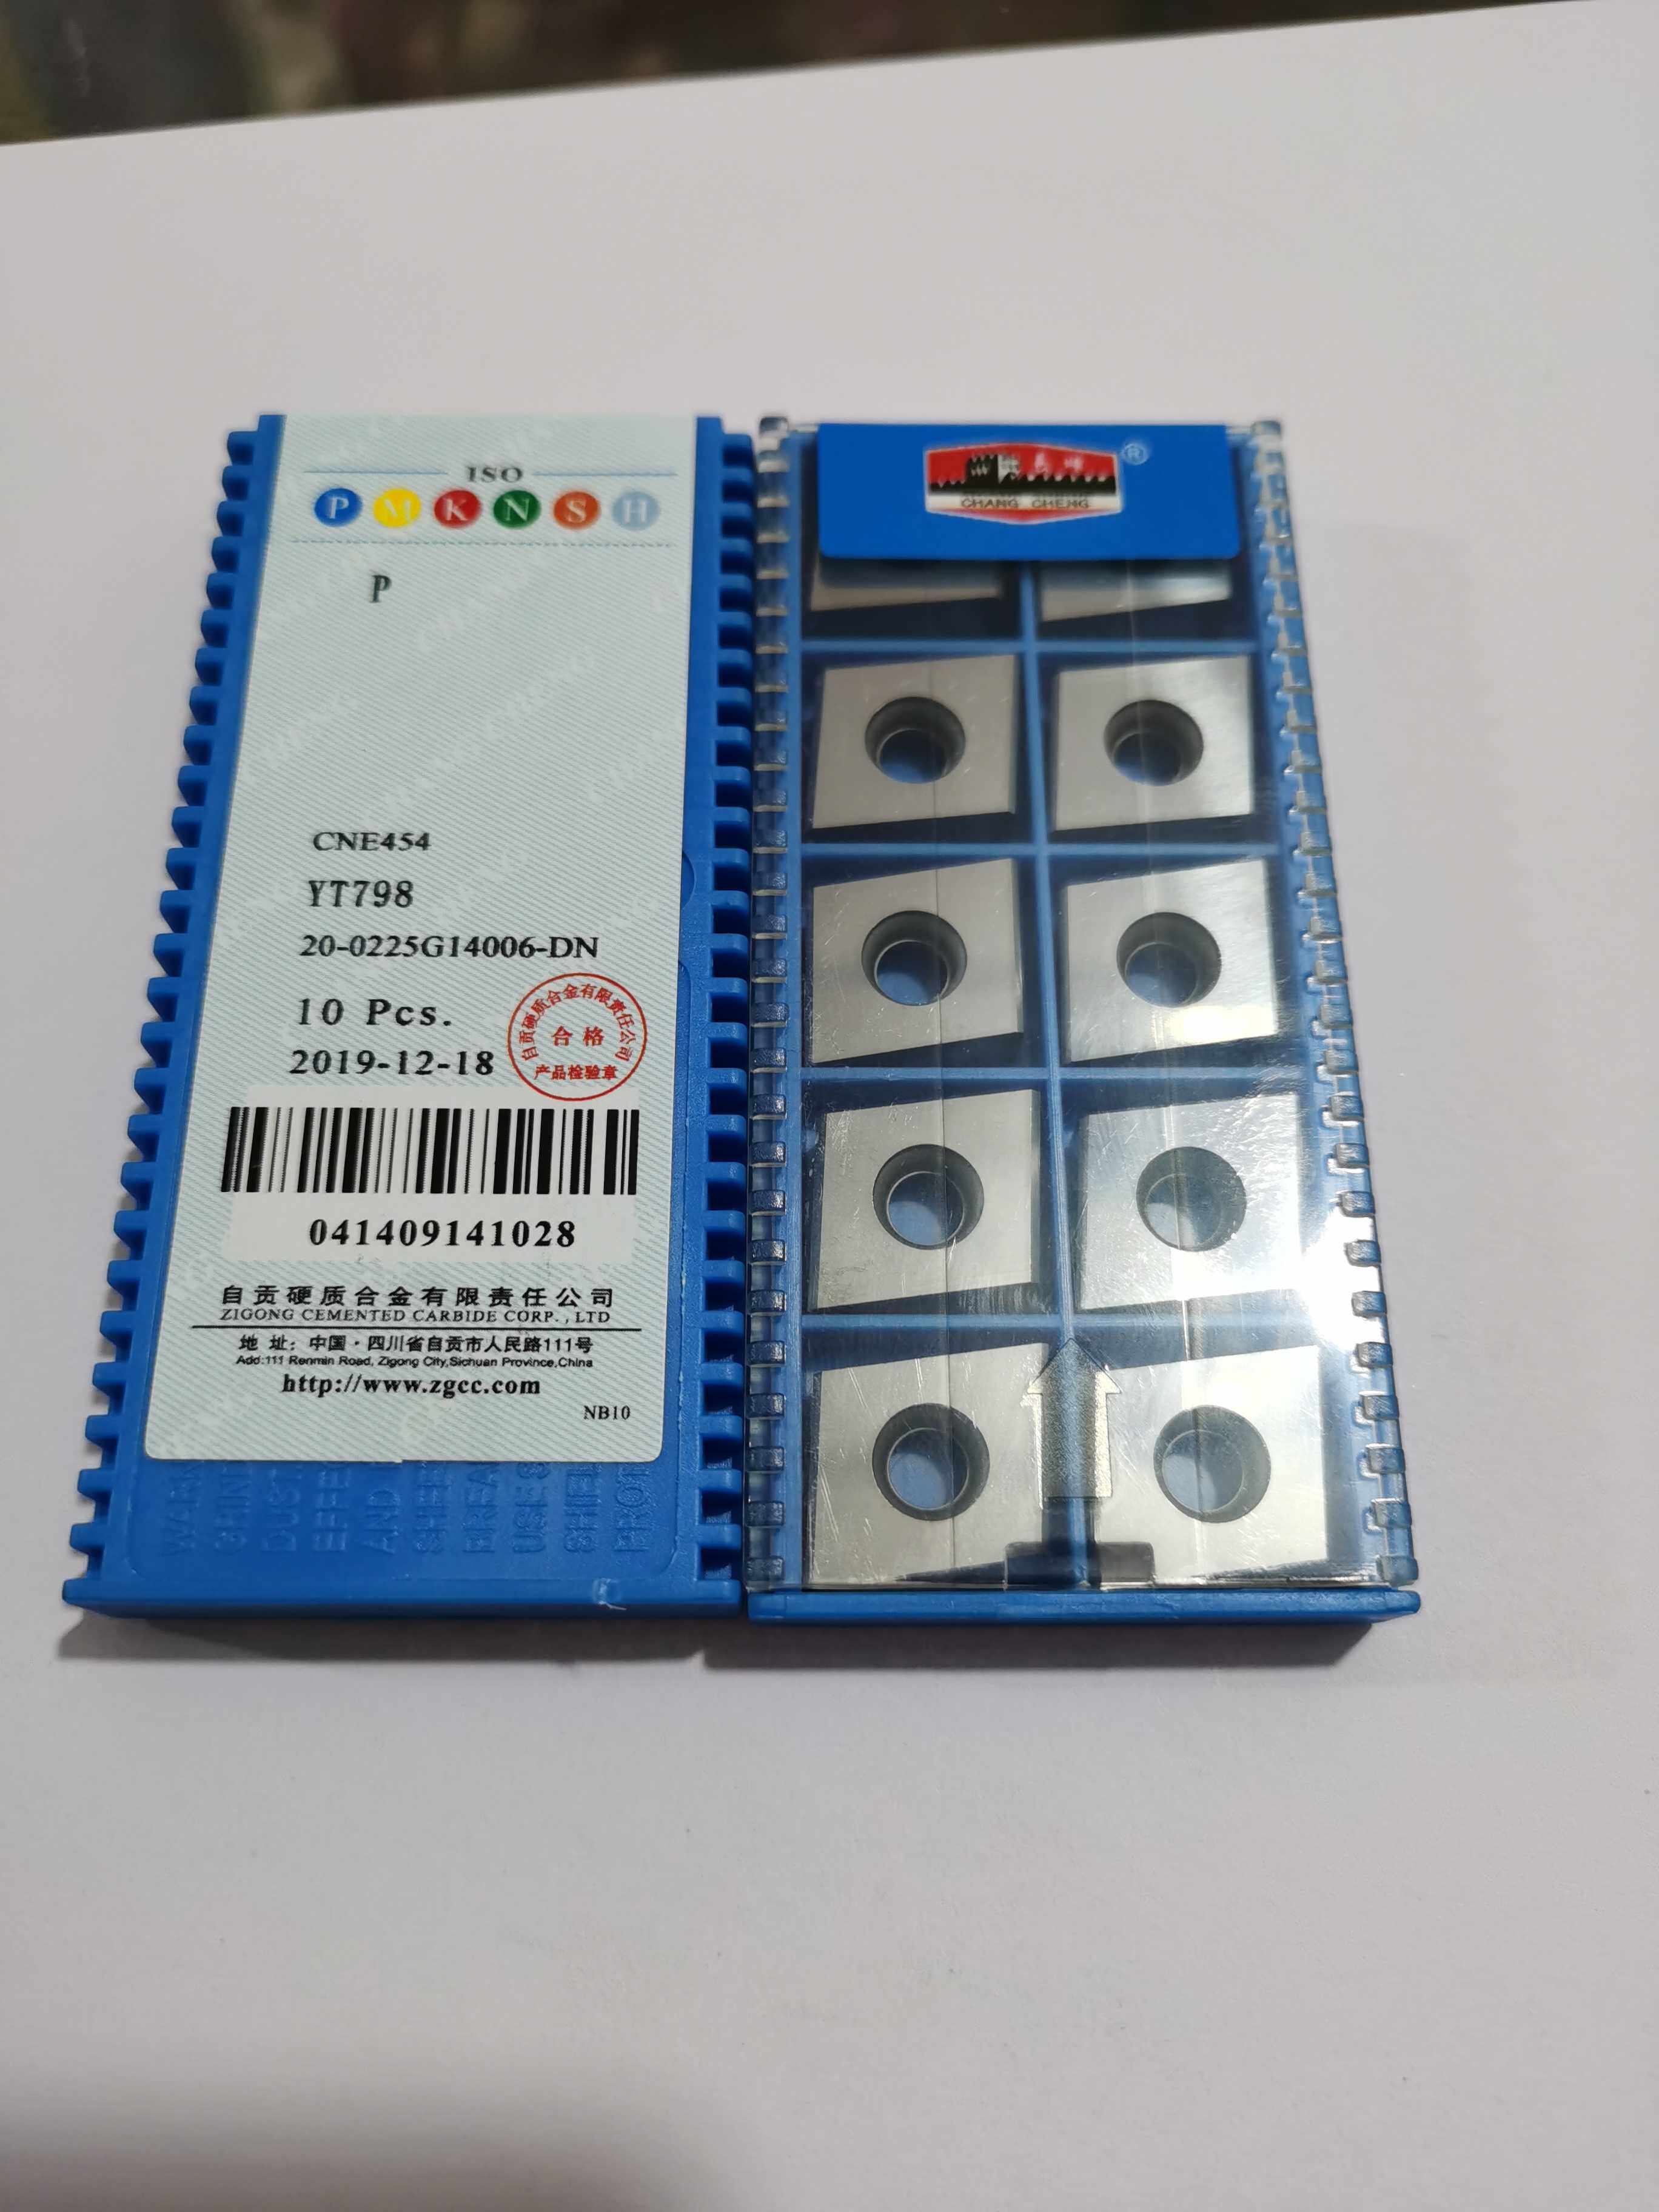 ISO
P M K N S H
P
CNE454
YT798
20-0225G14006-DN
10 Pcs.
2019-12-18
自贡硬质合金有限责任公司
合格
产品检验章
041409141028
自贡硬质合金有限责任公司
ZIGONG CEMENTED CARBIDE CORP., LTD
地 址：中国·四川省自贡市人民路111号
Add:111 Renmin Road, Zigong City,Sichuan Province,China
http://www.zgcc.com
NB10
®
CHANG CHENG